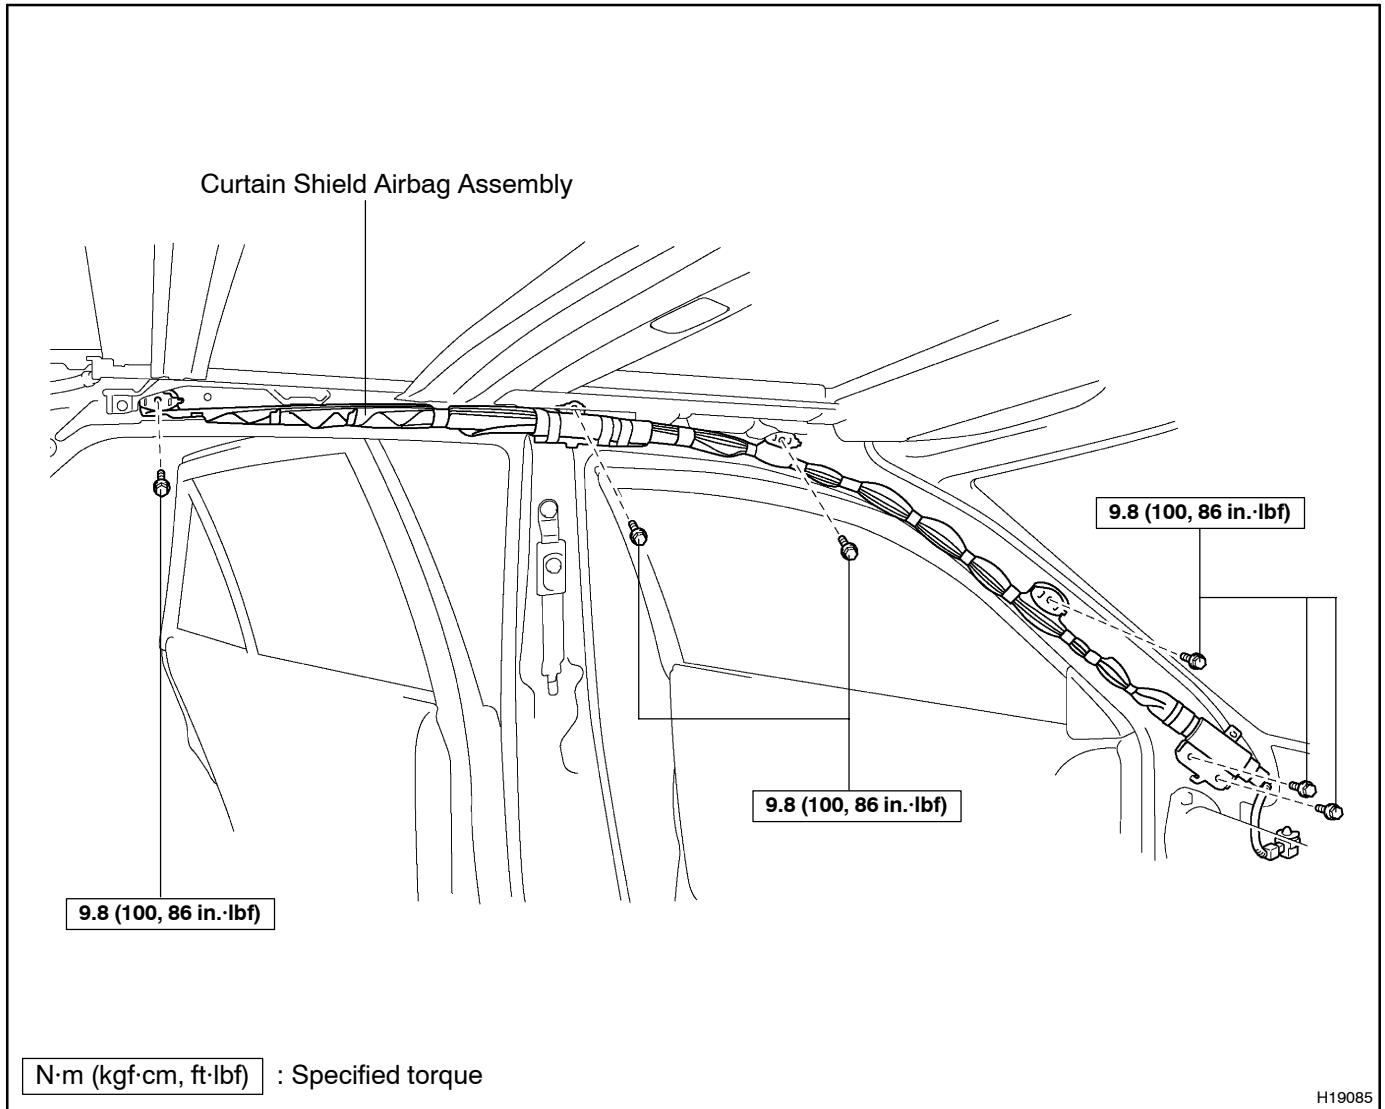 Curtain Shield Airbag Assembly
9.8 (100, 86 in.·lbf)
9.8 (100, 86 in.·lbf)
9.8 (100, 86 in.·lbf)
N·m (kgf·cm, ft·lbf) : Specified torque
H19085